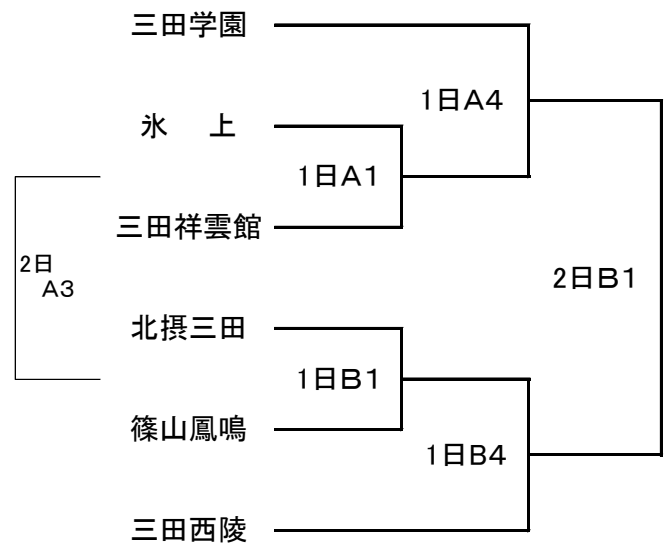 三田学園
1日A4
氷　上
1日A1
三田祥雲館
2日
A3
2日B1
北摂三田
1日B1
篠山鳳鳴
1日B4
三田西陵